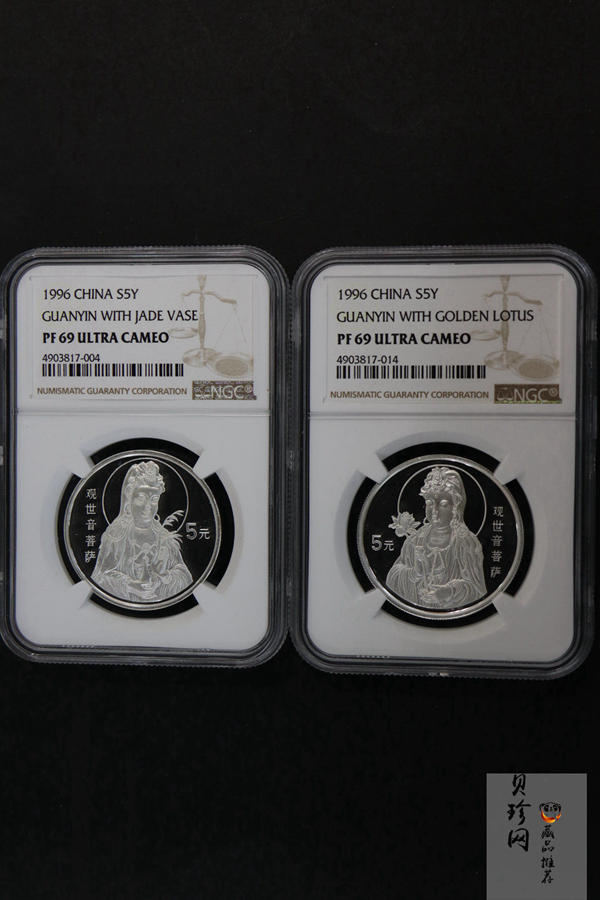 1996 CHINA S5Y
GUANYIN WITH JADE VASE
PF 69 ULTRA CAMEO
4903817-004
NUMISMATIC GUARANTY CORPORATION
NGC®
观世音菩萨
5元
1996 CHINA S5Y
GUANYIN WITH GOLDEN LOTUS
PF 69 ULTRA CAMEO
4903817-014
NUMISMATIC GUARANTY CORPORATION
NGC®
5元
观世音菩萨
贝珍网
藏品推荐